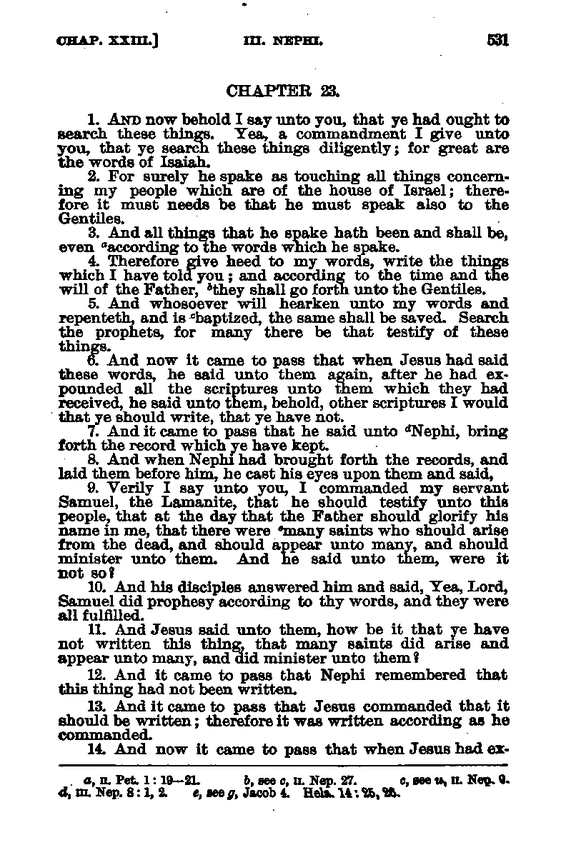 CHAP. XXIII.] III. NEPHI. 531
CHAPTER 23.
1. AND now behold I say unto you, that ye had ought to
search these things. Yea, a commandment I give unto
you, that ye search these things diligently; for great are
the words of Isaiah.
2. For surely he spake as touching all things concern-
ing my people which are of the house of Israel; there-
fore it must needs be that he must speak also to the
Gentiles.
3. And all things that he spake hath been and shall be,
even ᵃaccording to the words which he spake.
4. Therefore give heed to my words, write the things
which I have told you; and according to the time and the
will of the Father, ᵇthey shall go forth unto the Gentiles.
5. And whosoever will hearken unto my words and
repenteth, and is ᶜbaptized, the same shall be saved. Search
the prophets, for many there be that testify of these
things.
6. And now it came to pass that when Jesus had said
these words, he said unto them again, after he had ex-
pounded all the scriptures unto them which they had
received, he said unto them, behold, other scriptures I would
that ye should write, that ye have not.
7. And it came to pass that he said unto ᵈNephi, bring
forth the record which ye have kept.
8. And when Nephi had brought forth the records, and
laid them before him, he cast his eyes upon them and said,
9. Verily I say unto you, I commanded my servant
Samuel, the Lamanite, that he should testify unto this
people, that at the day that the Father should glorify his
name in me, that there were ᵉmany saints who should arise
from the dead, and should appear unto many, and should
minister unto them. And he said unto them, were it
not so?
10. And his disciples answered him and said, Yea, Lord,
Samuel did prophesy according to thy words, and they were
all fulfilled.
11. And Jesus said unto them, how be it that ye have
not written this thing, that many saints did arise and
appear unto many, and did minister unto them?
12. And it came to pass that Nephi remembered that
this thing had not been written.
13. And it came to pass that Jesus commanded that it
should be written; therefore it was written according as he
commanded.
14. And now it came to pass that when Jesus had ex-
a, II. Pet. 1:19—21. b, see c, II. Nep. 27. c, see u, II. Nep. 9.
d, III. Nep. 8:1, 2. e, see g, Jacob 4. Hela. 14:25, 26.